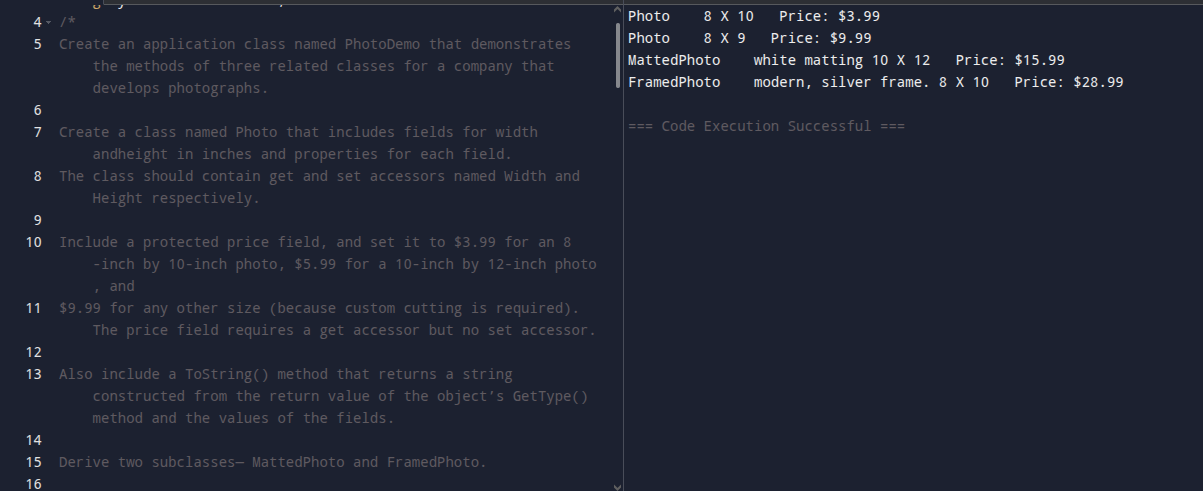 4 /*
5 Create an application class named PhotoDemo that demonstrates
the methods of three related classes for a company that
develops photographs.
6
7 Create a class named Photo that includes fields for width
andheight in inches and properties for each field.
8 The class should contain get and set accessors named Width and
Height respectively.
9
10 Include a protected price field, and set it to $3.99 for an 8
-inch by 10-inch photo, $5.99 for a 10-inch by 12-inch photo
, and
11 $9.99 for any other size (because custom cutting is required).
The price field requires a get accessor but no set accessor.
12
13 Also include a ToString() method that returns a string
constructed from the return value of the object's GetType()
method and the values of the fields.
14
15 Derive two subclasses— MattedPhoto and FramedPhoto.
16
Photo    8 X 10   Price: $3.99
Photo    8 X 9   Price: $9.99
MattedPhoto    white matting 10 X 12   Price: $15.99
FramedPhoto    modern, silver frame. 8 X 10   Price: $28.99
=== Code Execution Successful ===